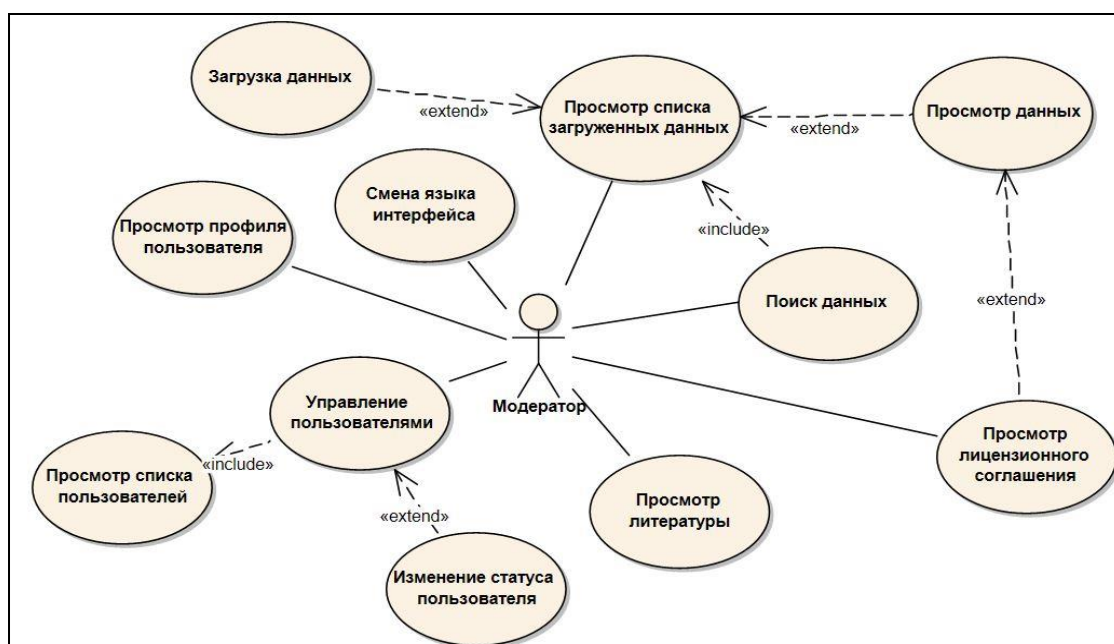 Загрузка данных
«extend»
Просмотр списка
загруженных данных
«extend»
Просмотр данных
Смена языка
интерфейса
Просмотр профиля
пользователя
«include»
Поиск данных
«extend»
Модератор
Управление
пользователями
«include»
Просмотр списка
пользователей
«extend»
Изменение статуса
пользователя
Просмотр
литературы
Просмотр
лицензионного
соглашения